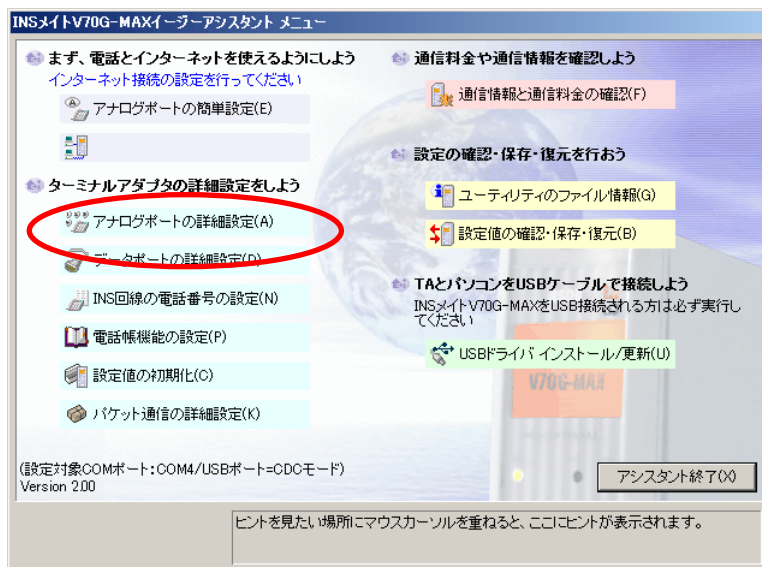 INSメイトV70G-MAXイージーアシスタント メニュー
まず、電話とインターネットを使えるようにしよう
インターネット接続の設定を行ってください
アナログポートの簡単設定(E)
ターミナルアダプタの詳細設定をしよう
アナログポートの詳細設定(A)
データポートの詳細設定(D)
INS回線の電話番号の設定(N)
電話帳機能の設定(P)
設定値の初期化(C)
パケット通信の詳細設定(K)
(設定対象COMポート:COM4/USBポート=CDCモード)
Version 2.00
通信料金や通信情報を確認しよう
通信情報と通信料金の確認(F)
設定の確認・保存・復元を行おう
ユーティリティのファイル情報(G)
設定値の確認・保存・復元(B)
TAとパソコンをUSBケーブルで接続しよう
INSメイトV70G-MAXをUSB接続される方は必ず実行し
てください
USBドライバ インストール/更新(U)
V70G-MAX
アシスタント終了(X)
ヒントを見たい場所にマウスカーソルを重ねると、ここにヒントが表示されます。